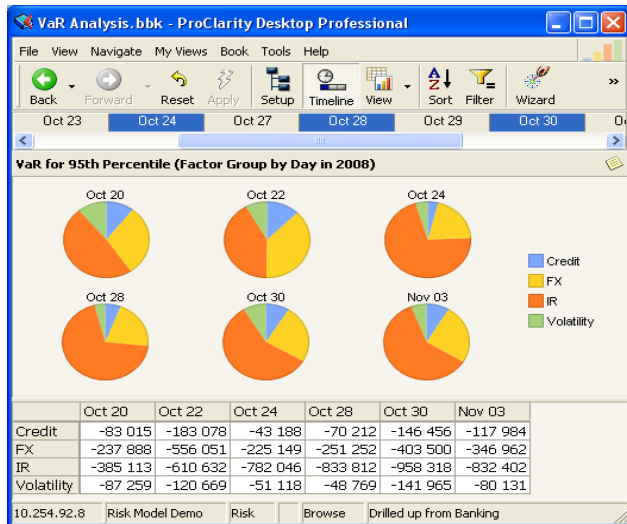 VaR Analysis.bbk - ProClarity Desktop Professional
File View Navigate My Views Book Tools Help
Back Forward Reset Apply Setup Timeline View Sort Filter Wizard »
Oct 23 Oct 24 Oct 27 Oct 28 Oct 29 Oct 30
VaR for 95th Percentile (Factor Group by Day in 2008)
Oct 20 Oct 22 Oct 24
Credit
FX
IR
Volatility
Oct 28 Oct 30 Nov 03
Oct 20 Oct 22 Oct 24 Oct 28 Oct 30 Nov 03
Credit -83 015 -183 078 -43 188 -70 212 -146 456 -117 984
FX -237 888 -556 051 -225 149 -251 252 -403 500 -346 962
IR -385 113 -610 632 -782 046 -833 812 -958 318 -832 402
Volatility -87 259 -120 669 -51 118 -48 769 -141 965 -80 131
10.254.92.8 Risk Model Demo Risk Browse Drilled up from Banking